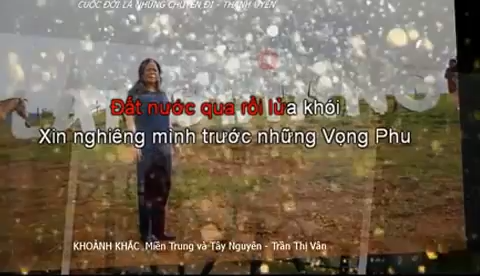 CUỘC ĐỜI LÀ NHỮNG CHUYẾN ĐI - THANH UYÊN
Đất nước qua rồi lửa khói
Xin nghiêng mình trước những Vọng Phu
KHOẢNH KHẮC Miền Trung và Tây Nguyên - Trần Thị Vân